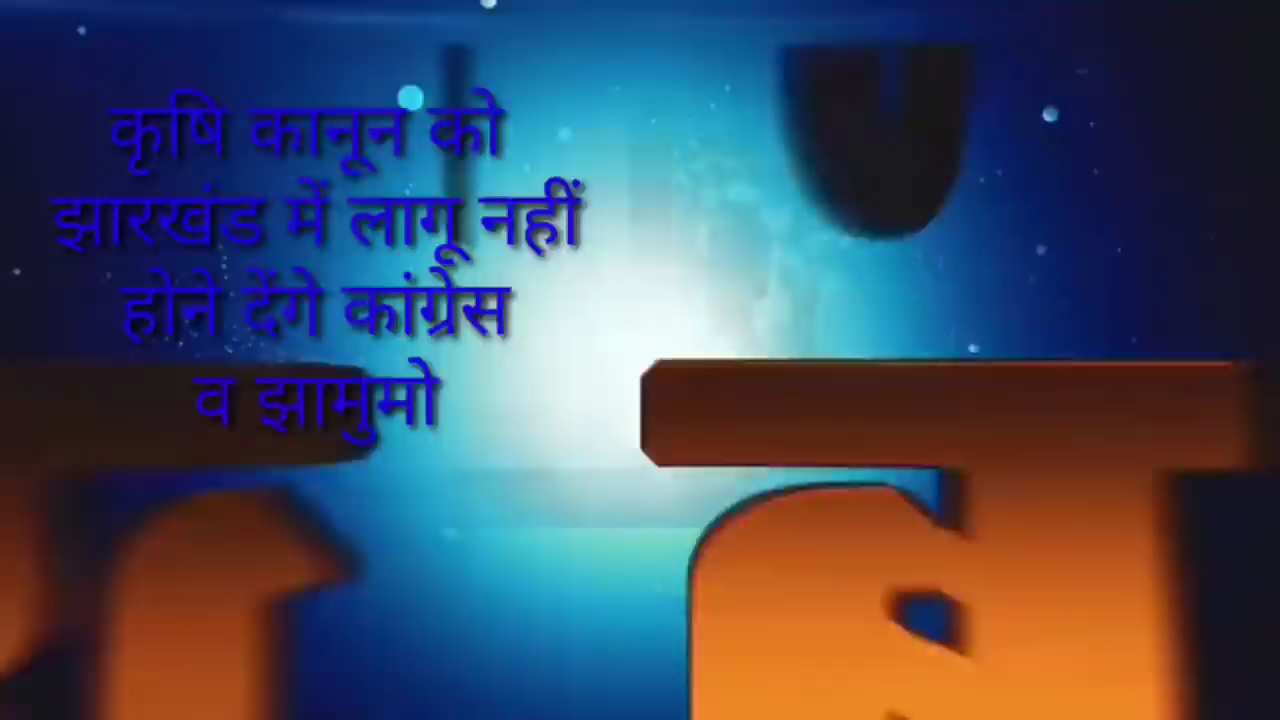 कृषि कानून को
झारखंड में लागू नहीं
होने देंगे कांग्रेस
व झामुमो